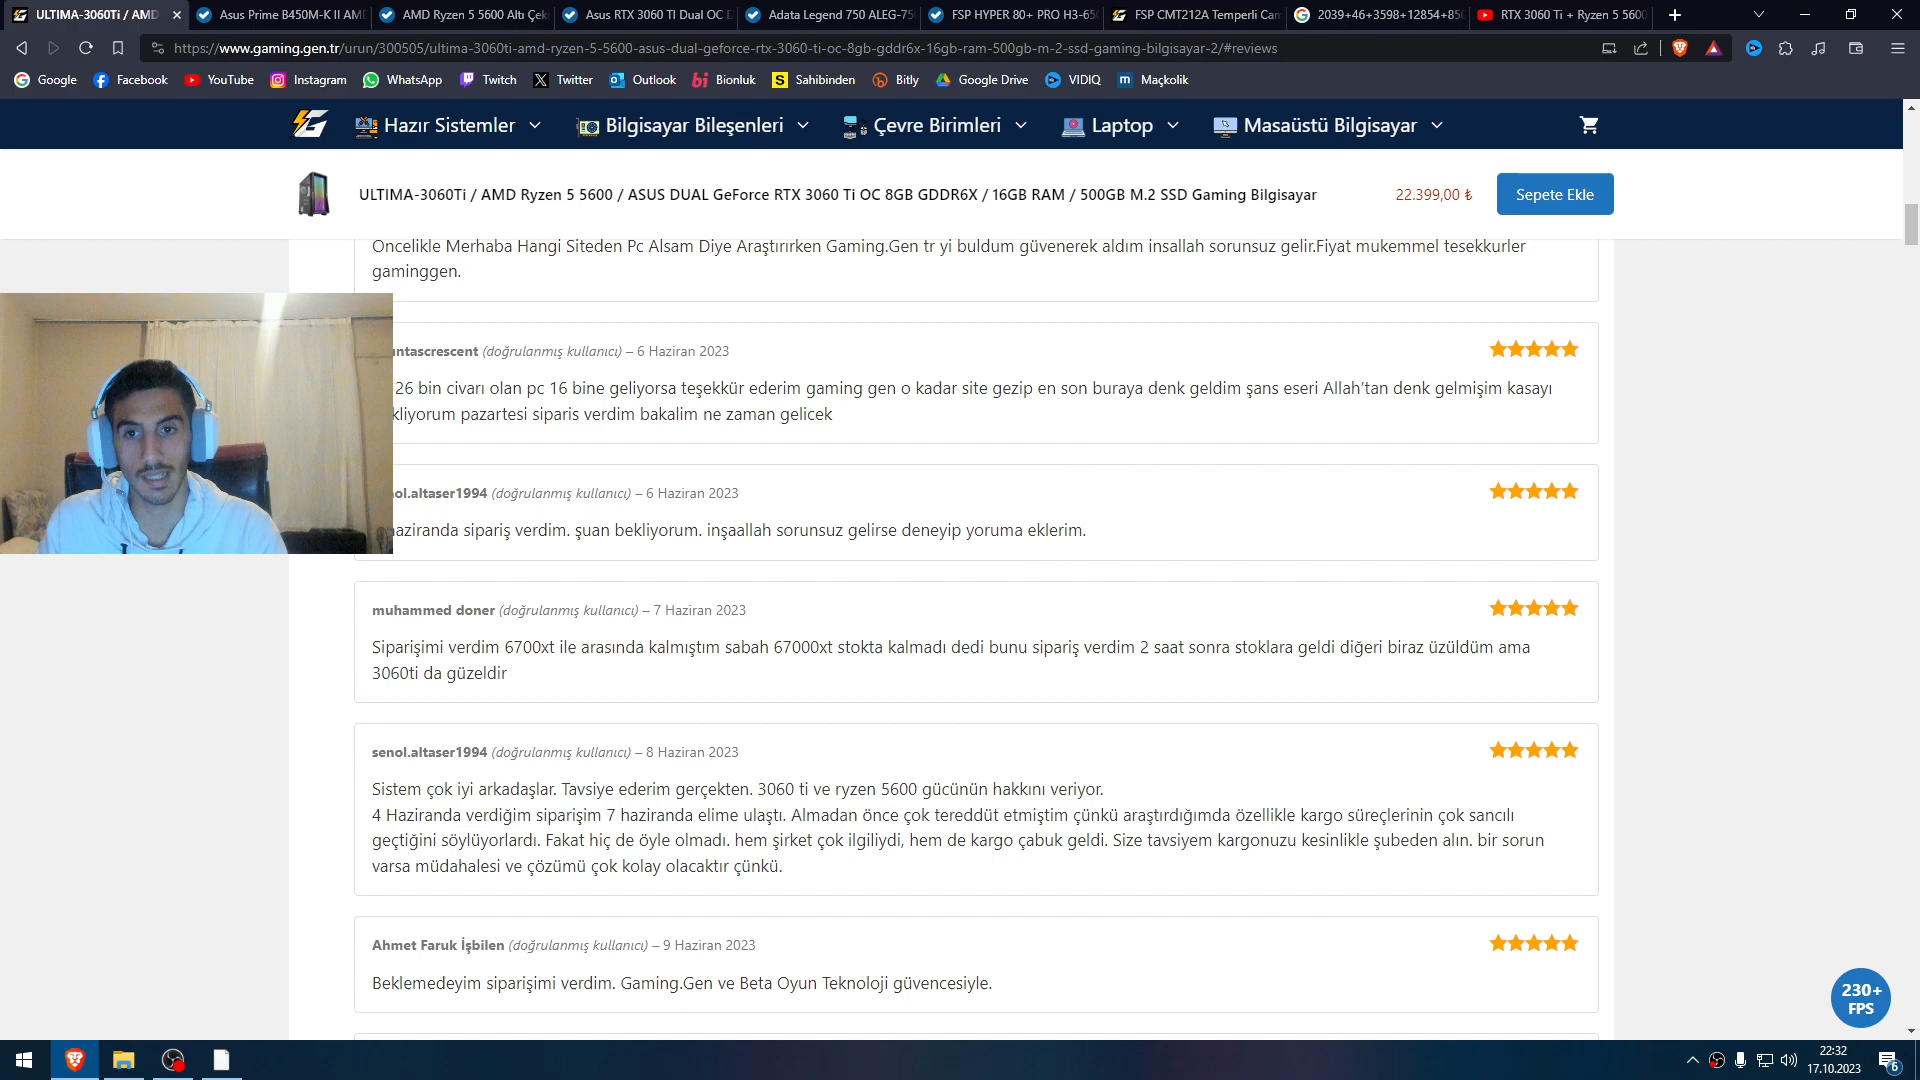 ULTIMA-3060Ti / AMD
Asus Prime B450M-K II AM
AMD Ryzen 5 5600 Altı Çek
Asus RTX 3060 TI Dual OC
Adata Legend 750 ALEG-75
FSP HYPER 80+ PRO H3-65
FSP CMT212A Temperli Cam
2039+46+3598+12854+85
RTX 3060 Ti + Ryzen 5 5600
https://www.gaming.gen.tr/urun/300505/ultima-3060ti-amd-ryzen-5-5600-asus-dual-geforce-rtx-3060-ti-oc-8gb-gddr6x-16gb-ram-500gb-m-2-ssd-gaming-bilgisayar-2/#reviews
Google Facebook YouTube Instagram WhatsApp Twitch Twitter Outlook Bionluk Sahibinden Bitly Google Drive VIDIQ Maçkolik
Hazır Sistemler Bilgisayar Bileşenleri Çevre Birimleri Laptop Masaüstü Bilgisayar
ULTIMA-3060Ti / AMD Ryzen 5 5600 / ASUS DUAL GeForce RTX 3060 Ti OC 8GB GDDR6X / 16GB RAM / 500GB M.2 SSD Gaming Bilgisayar 22.399,00 ₺ Sepete Ekle
Oncelikle Merhaba Hangi Siteden Pc Alsam Diye Araştırırken Gaming.Gen tr yi buldum güvenerek aldım insallah sorunsuz gelir.Fiyat mukemmel tesekkurler
gaminggen.
ntascrescent (doğrulanmış kullanıcı) – 6 Haziran 2023
26 bin civarı olan pc 16 bine geliyorsa teşekkür ederim gaming gen o kadar site gezip en son buraya denk geldim şans eseri Allah’tan denk gelmişim kasayı
kliyorum pazartesi siparis verdim bakalim ne zaman gelicek
ol.altaser1994 (doğrulanmış kullanıcı) – 6 Haziran 2023
haziranda sipariş verdim. şuan bekliyorum. inşaallah sorunsuz gelirse deneyip yoruma eklerim.
muhammed doner (doğrulanmış kullanıcı) – 7 Haziran 2023
Siparişimi verdim 6700xt ile arasında kalmıştım sabah 67000xt stokta kalmadı dedi bunu sipariş verdim 2 saat sonra stoklara geldi diğeri biraz üzüldüm ama
3060ti da güzeldir
senol.altaser1994 (doğrulanmış kullanıcı) – 8 Haziran 2023
Sistem çok iyi arkadaşlar. Tavsiye ederim gerçekten. 3060 ti ve ryzen 5600 gücünün hakkını veriyor.
4 Haziranda verdiğim siparişim 7 haziranda elime ulaştı. Almadan önce çok tereddüt etmiştim çünkü araştırdığımda özellikle kargo süreçlerinin çok sancılı
geçtiğini söylüyorlardı. Fakat hiç de öyle olmadı. hem şirket çok ilgiliydi, hem de kargo çabuk geldi. Size tavsiyem kargonuzu kesinlikle şubeden alın. bir sorun
varsa müdahalesi ve çözümü çok kolay olacaktır çünkü.
Ahmet Faruk İşbilen (doğrulanmış kullanıcı) – 9 Haziran 2023
Beklemedeyim siparişimi verdim. Gaming.Gen ve Beta Oyun Teknoloji güvencesiyle.
230+
FPS
22:32
17.10.2023
6